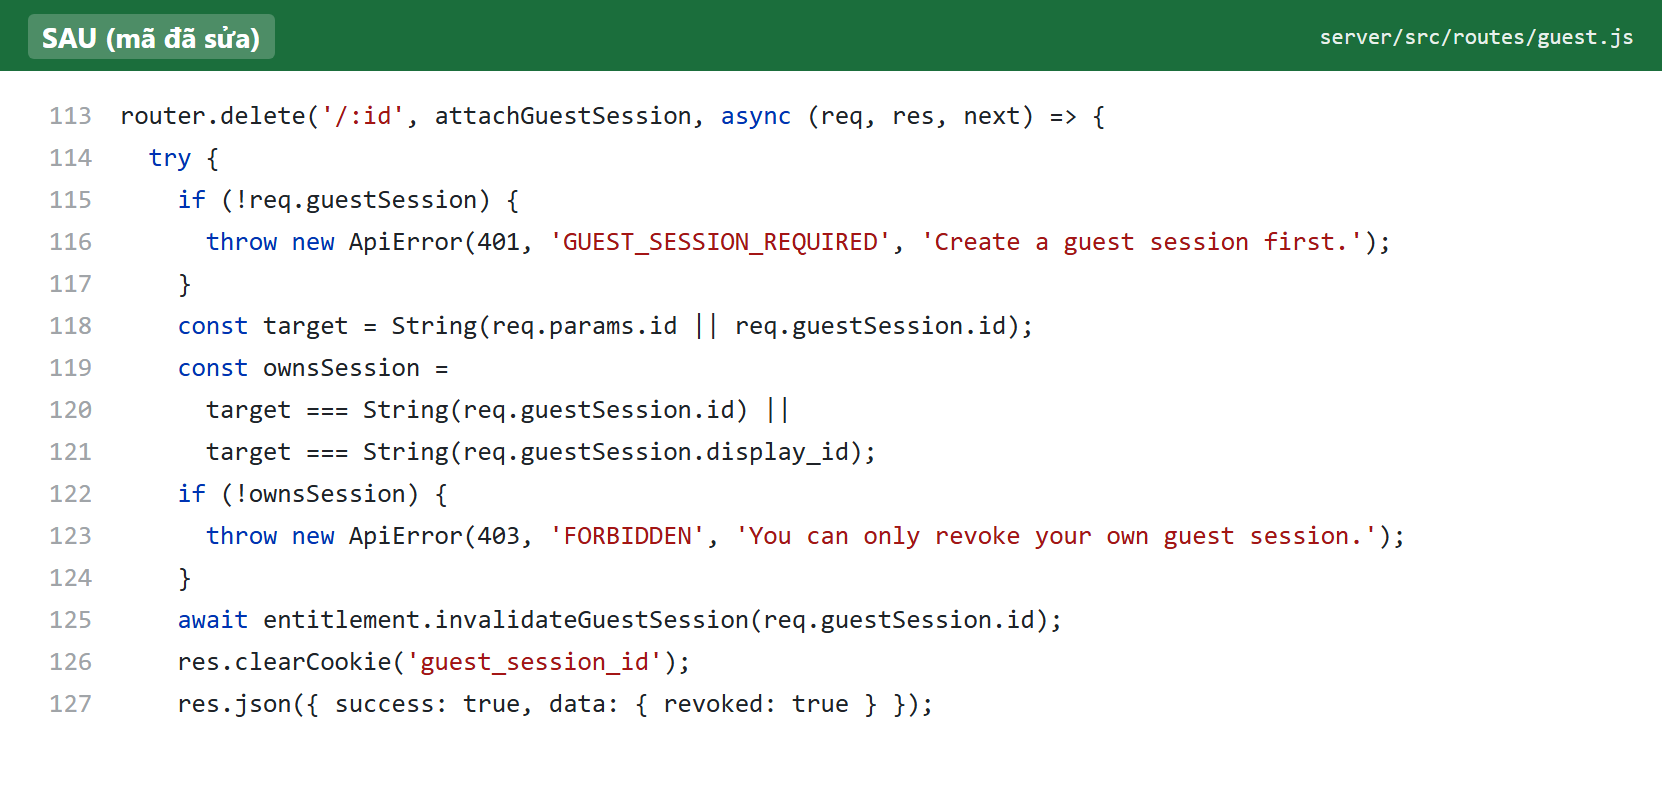 SAU (mã đã sửa)
server/src/routes/guest.js
113 router.delete('/:id', attachGuestSession, async (req, res, next) => {
114   try {
115     if (!req.guestSession) {
116       throw new ApiError(401, 'GUEST_SESSION_REQUIRED', 'Create a guest session first.');
117     }
118     const target = String(req.params.id || req.guestSession.id);
119     const ownsSession =
120       target === String(req.guestSession.id) ||
121       target === String(req.guestSession.display_id);
122     if (!ownsSession) {
123       throw new ApiError(403, 'FORBIDDEN', 'You can only revoke your own guest session.');
124     }
125     await entitlement.invalidateGuestSession(req.guestSession.id);
126     res.clearCookie('guest_session_id');
127     res.json({ success: true, data: { revoked: true } });